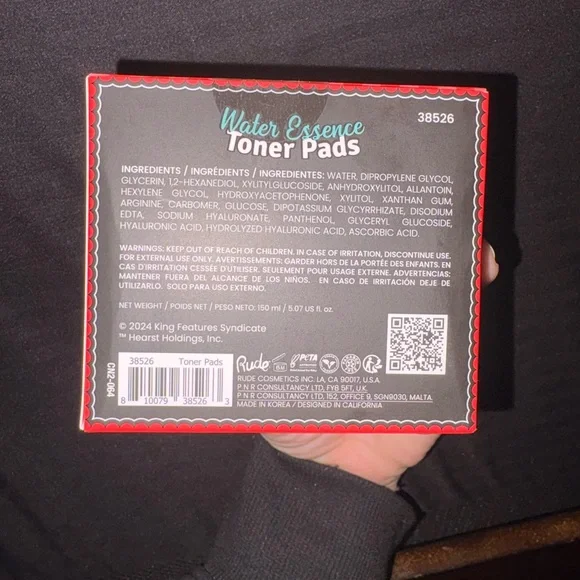 38526
Water Essence
Toner Pads
INGREDIENTS / INGRÉDIENTS / INGREDIENTES: WATER, DIPROPYLENE GLYCOL,
GLYCERIN, 1,2-HEXANEDIOL, XYLITYLGLUCOSIDE, ANHYDROXYLITOL, ALLANTOIN,
HEXYLENE GLYCOL, HYDROXYACETOPHENONE, XYLITOL, XANTHAN GUM,
ARGININE, CARBOMER, GLUCOSE, DIPOTASSIUM GLYCYRRHIZATE, DISODIUM
EDTA, SODIUM HYALURONATE, PANTHENOL, GLYCERYL GLUCOSIDE,
HYALURONIC ACID, HYDROLYZED HYALURONIC ACID, ASCORBIC ACID.
WARNINGS: KEEP OUT OF REACH OF CHILDREN. IN CASE OF IRRITATION, DISCONTINUE USE.
FOR EXTERNAL USE ONLY. AVERTISSEMENTS: GARDER HORS DE LA PORTÉE DES ENFANTS, EN
CAS D'IRRITATION CESSÉE D'UTILISER. SEULEMENT POUR USAGE EXTERNE. ADVERTENCIAS:
MANTENER FUERA DEL ALCANCE DE LOS NIÑOS. EN CASO DE IRRITACIÓN DEJE DE
UTILIZARLO. SOLO PARA USO EXTERNO.
NET WEIGHT / POIDS NET / PESO NETO: 150 ml / 5.07 US fl. oz.
© 2024 King Features Syndicate
™ Hearst Holdings, Inc.
CN2-064
38526 Toner Pads
8 10079 38526 3
Rude PETA
RUDE COSMETICS INC. LA, CA 90017, U.S.A.
P N R CONSULTANCY LTD, FY8 5FT, U.K.
P N R CONSULTANCY LTD, 152, OFFICE 9, SGN9030, MALTA.
MADE IN KOREA / DESIGNED IN CALIFORNIA